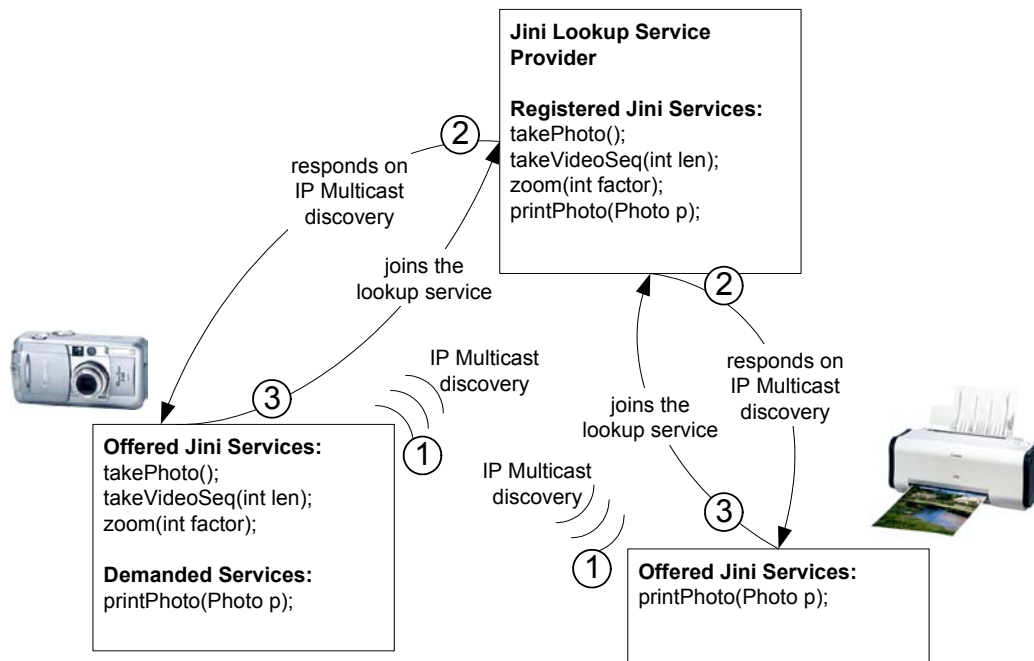 Jini Lookup Service
Provider
Registered Jini Services:
takePhoto();
takeVideoSeq(int len);
zoom(int factor);
printPhoto(Photo p);
2
responds on
IP Multicast
discovery
joins the
lookup service
3
IP Multicast
discovery
1
2
responds on
IP Multicast
discovery
joins the
lookup service
3
IP Multicast
discovery
1
Offered Jini Services:
takePhoto();
takeVideoSeq(int len);
zoom(int factor);
Demanded Services:
printPhoto(Photo p);
Offered Jini Services:
printPhoto(Photo p);